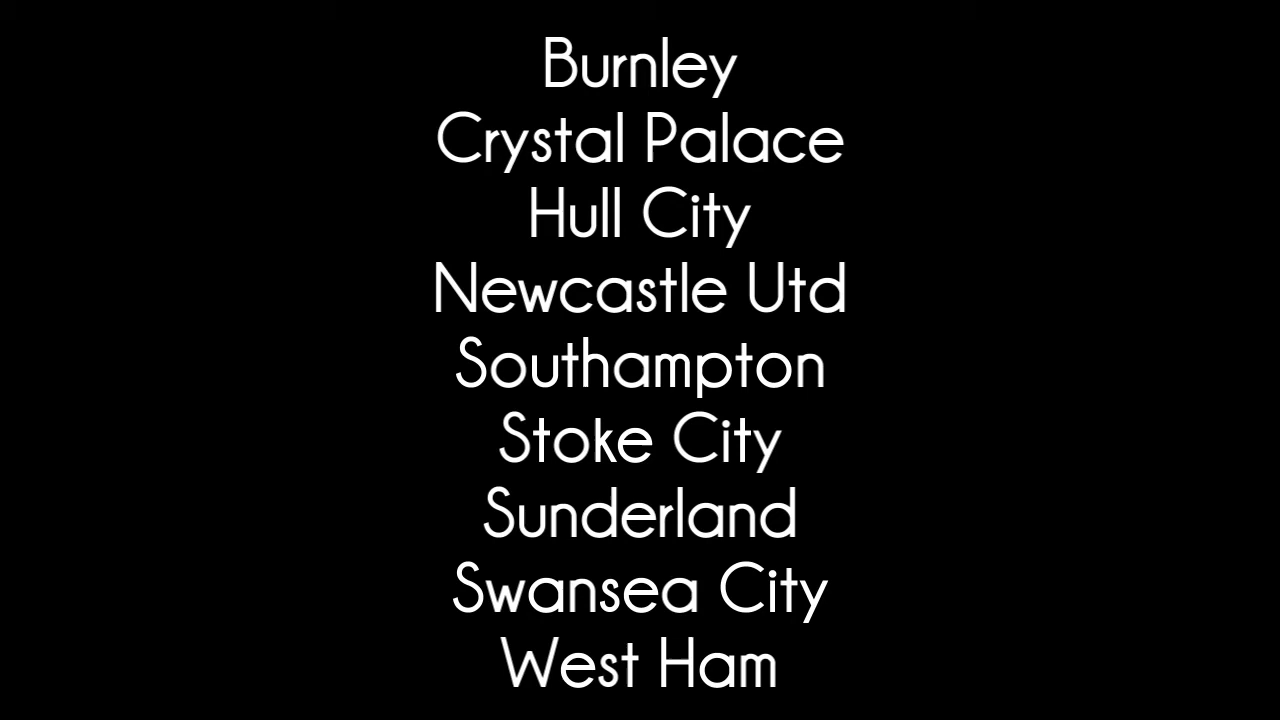 Burnley
Crystal Palace
Hull City
Newcastle Utd
Southampton
Stoke City
Sunderland
Swansea City
West Ham